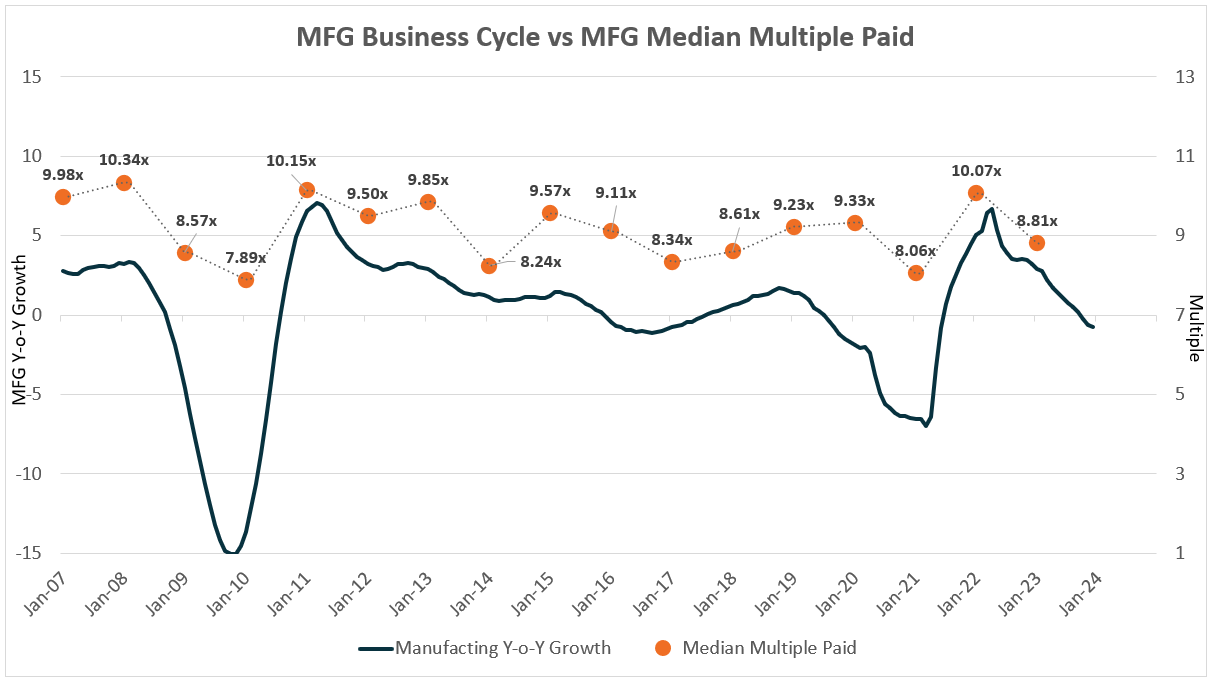 MFG Business Cycle vs MFG Median Multiple Paid
15
10
5
0
-5
-10
-15
MFG Y-o-Y Growth
13
11
9
7
5
3
1
Multiple
9.98x
10.34x
8.57x
7.89x
10.15x
9.50x
9.85x
8.24x
9.57x
9.11x
8.34x
8.61x
9.23x
9.33x
8.06x
10.07x
8.81x
Jan-07
Jan-08
Jan-09
Jan-10
Jan-11
Jan-12
Jan-13
Jan-14
Jan-15
Jan-16
Jan-17
Jan-18
Jan-19
Jan-20
Jan-21
Jan-22
Jan-23
Jan-24
Manufacting Y-o-Y Growth
Median Multiple Paid